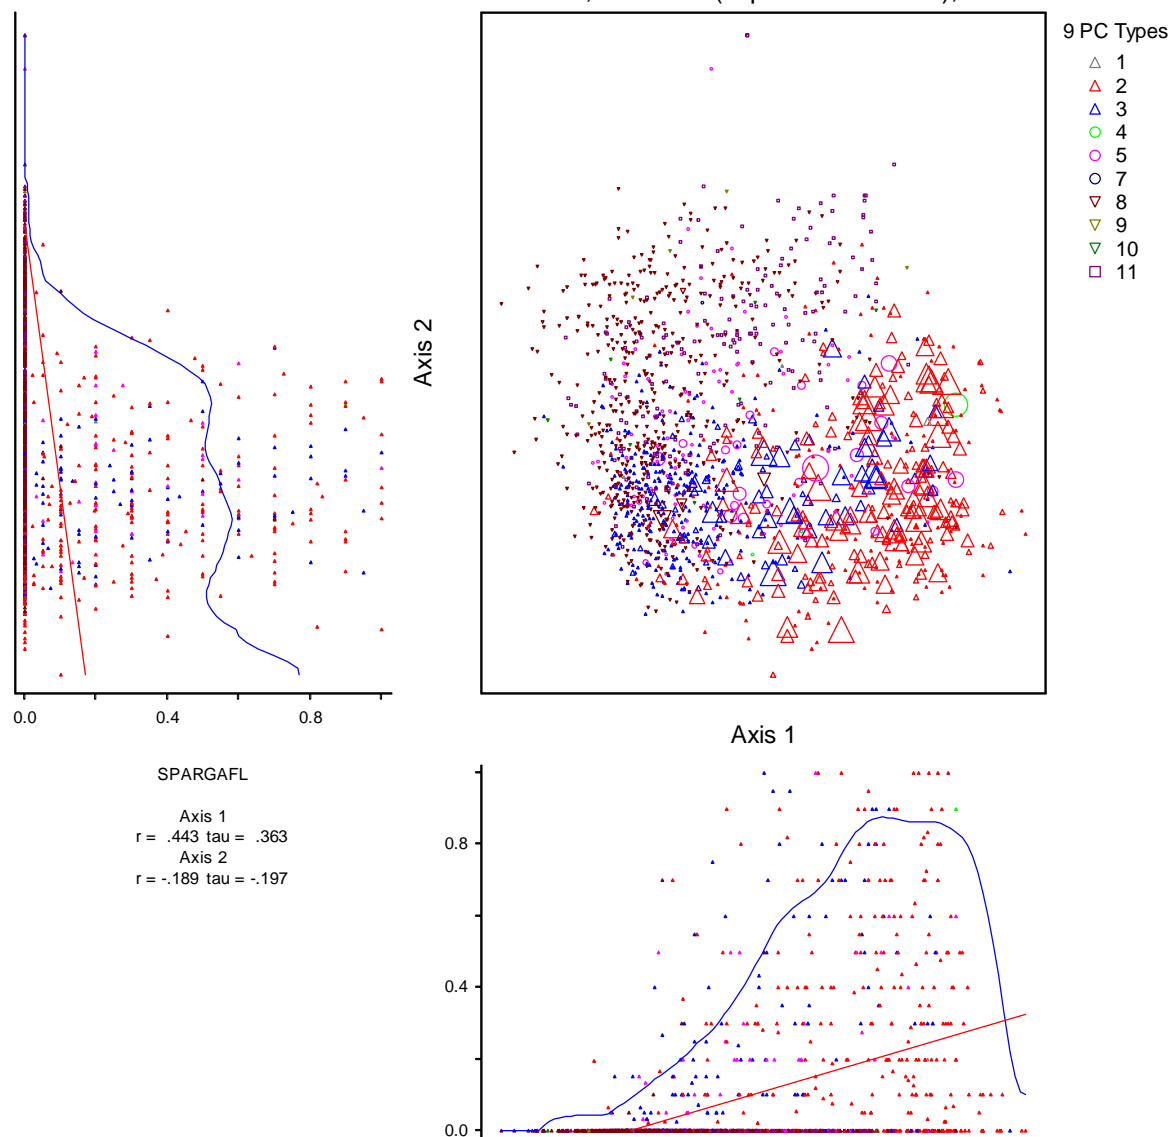 9 PC Types
1
2
3
4
5
7
8
9
10
11
Axis 2
0.0 0.4 0.8
Axis 1
SPARGAFL
Axis 1
r = .443 tau = .363
Axis 2
r = -.189 tau = -.197
0.8
0.4
0.0